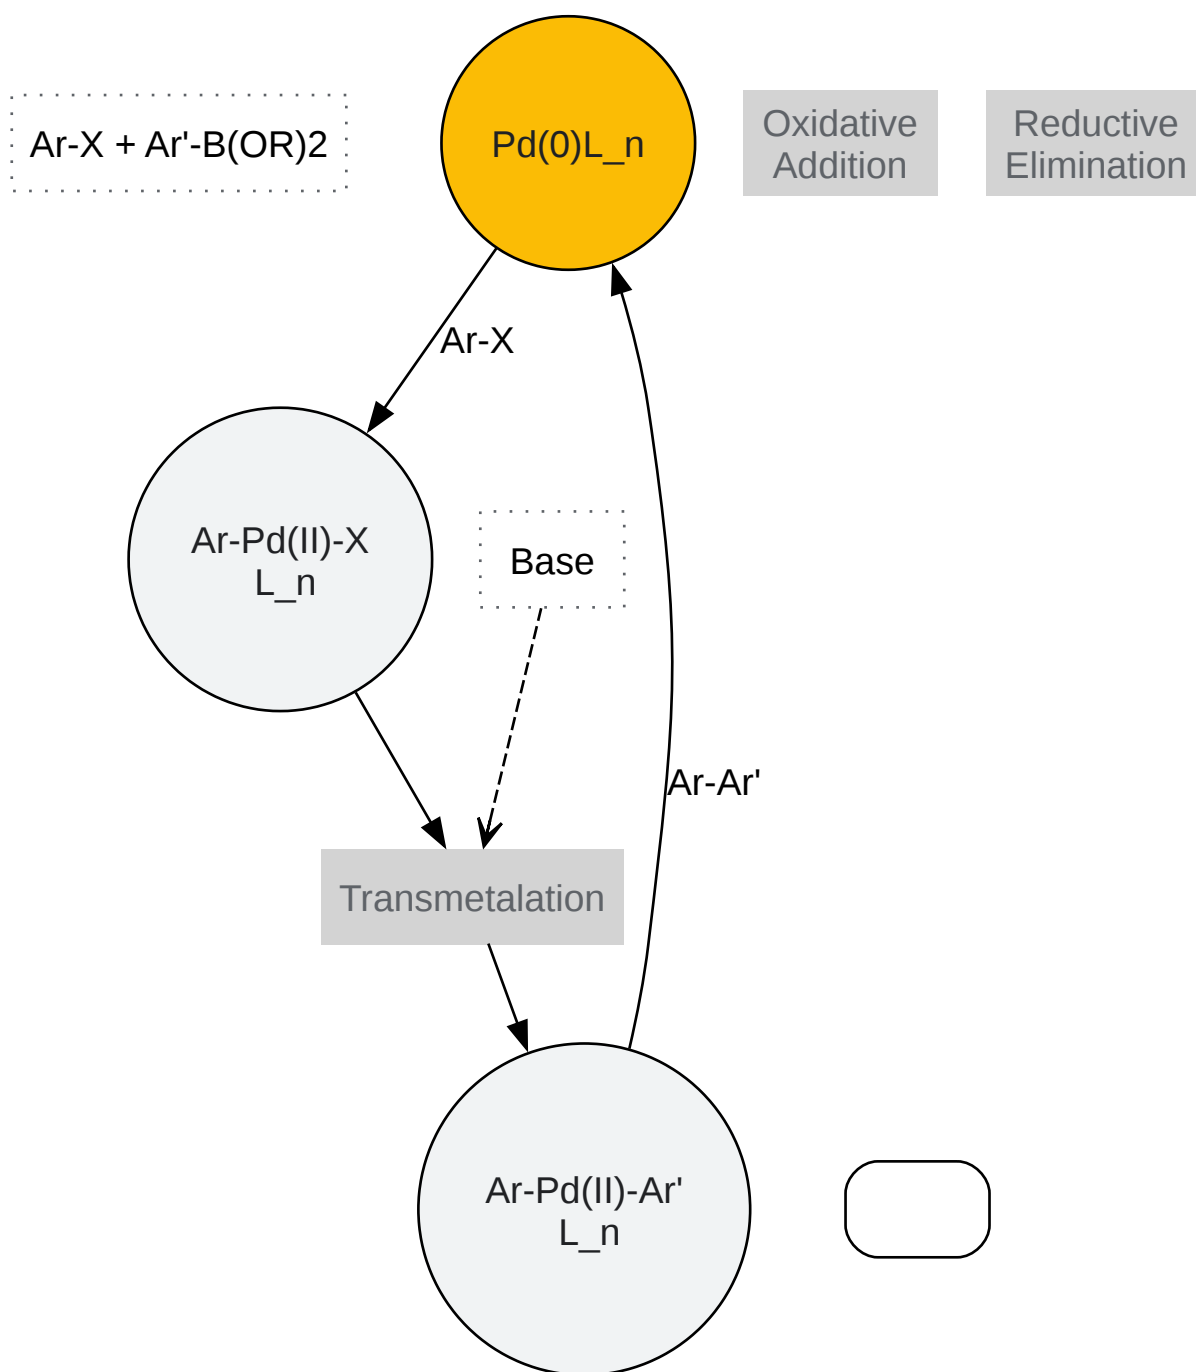 Ar-X + Ar'-B(OR)2
Pd(0)L_n
Oxidative
Addition
Reductive
Elimination
Ar-X
Ar-Pd(II)-X
L_n
Base
Ar-Ar'
Transmetalation
Ar-Pd(II)-Ar'
L_n